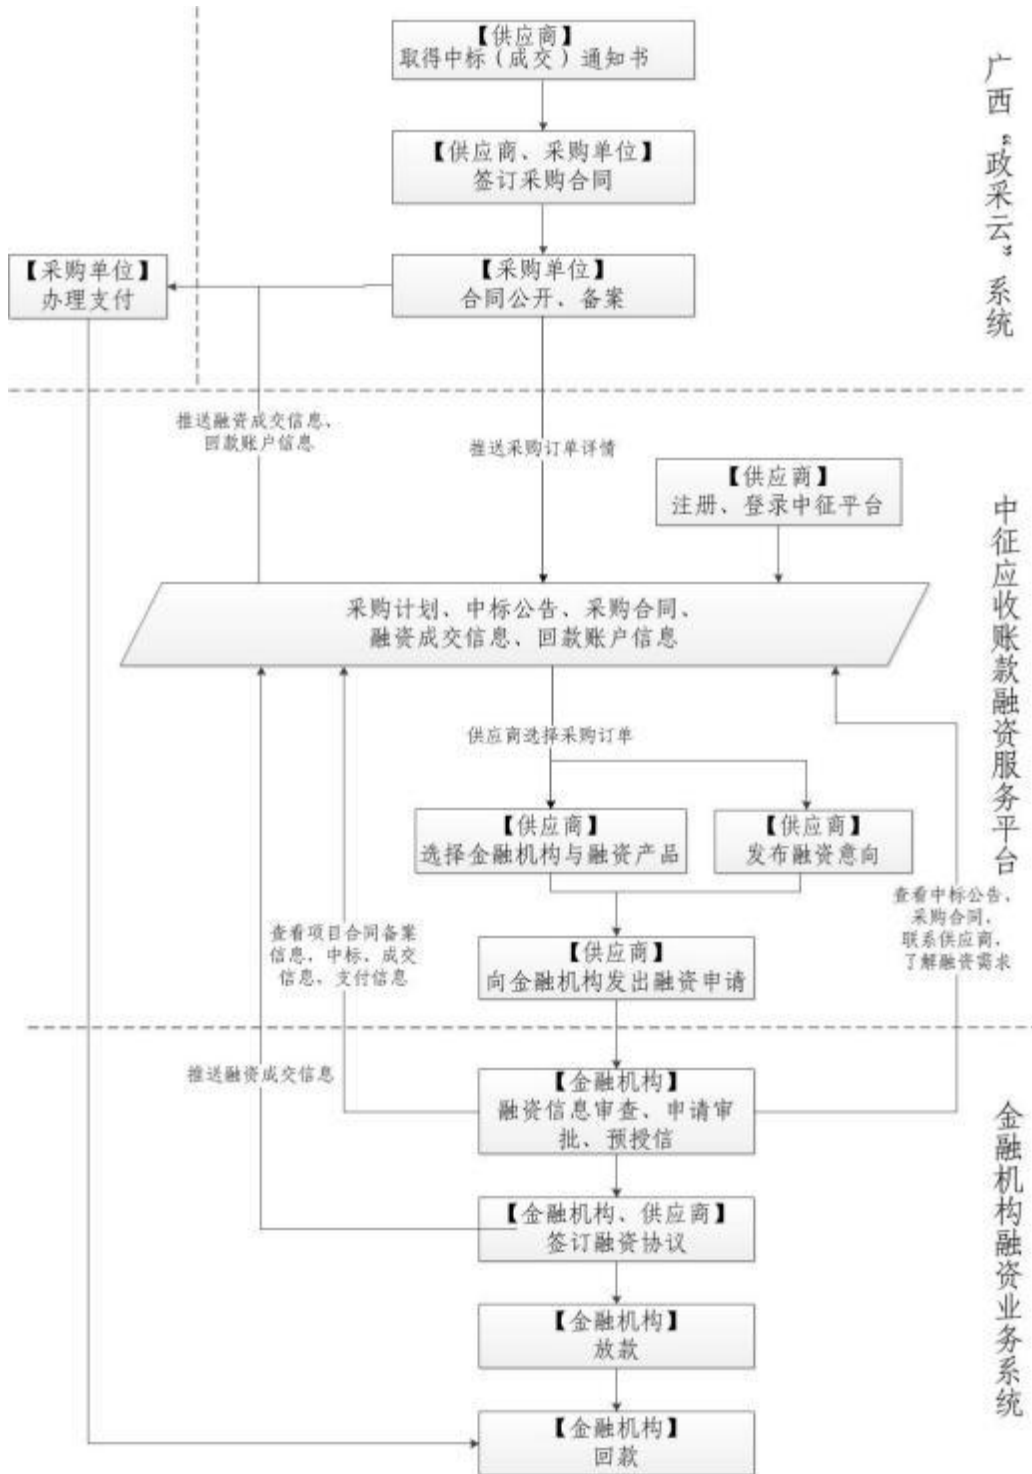 【供应商】
取得中标（成交）通知书
【供应商、采购单位】
签订采购合同
【采购单位】
办理支付
【采购单位】
合同公开、备案
广西“政采云”系统
推送融资成交信息、
回款账户信息
推送采购订单详情
【供应商】
注册、登录中征平台
采购计划、中标公告、采购合同、
融资成交信息、回款账户信息
供应商选择采购订单
【供应商】
选择金融机构与融资产品
【供应商】
发布融资意向
查看项目合同备案
信息、中标、成交
信息、支付信息
【供应商】
向金融机构发出融资申请
查看中标公告、
采购合同，
联系供应商，
了解融资需求
中征应收账款融资服务平台
推送融资成交信息
【金融机构】
融资信息审查、申请审
批、预授信
【金融机构、供应商】
签订融资协议
【金融机构】
放款
【金融机构】
回款
金融机构融资业务系统